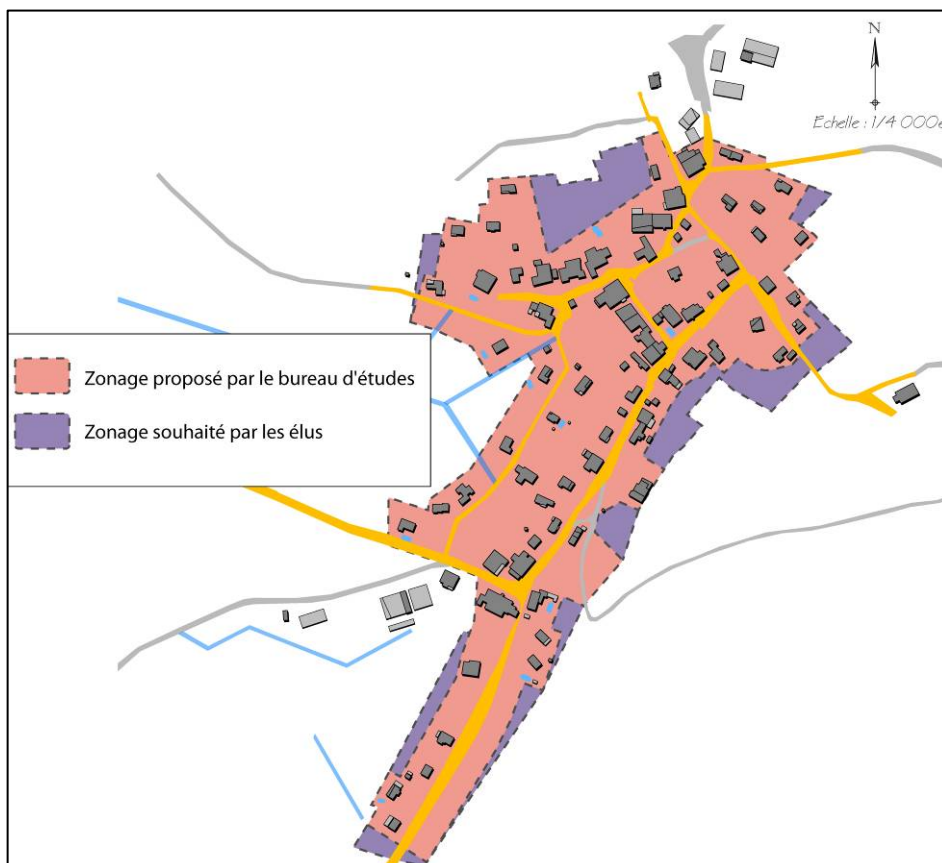 N
Echelle : 1/4 000e
Zonage proposé par le bureau d'études
Zonage souhaité par les élus